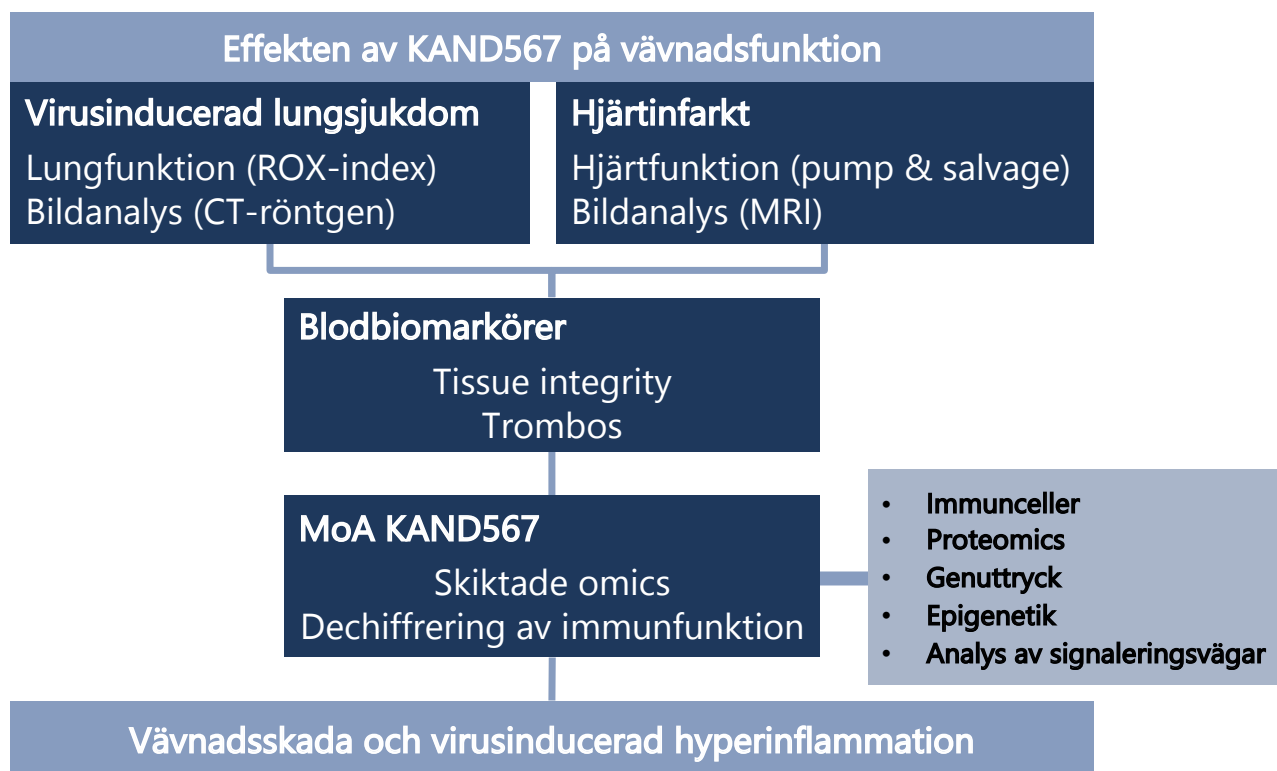 Effekten av KAND567 på vävnadsfunktion
Virusinducerad lungsjukdom
Lungfunktion (ROX-index)
Bildanalys (CT-röntgen)
Hjärtinfarkt
Hjärtfunktion (pump & salvage)
Bildanalys (MRI)
Blodbiomarkörer
Tissue integrity
Trombos
MoA KAND567
Skiktade omics
Dechiffrering av immunfunktion
• Immunceller
• Proteomics
• Genuttryck
• Epigenetik
• Analys av signaleringsvägar
Vävnadsskada och virusinducerad hyperinflammation